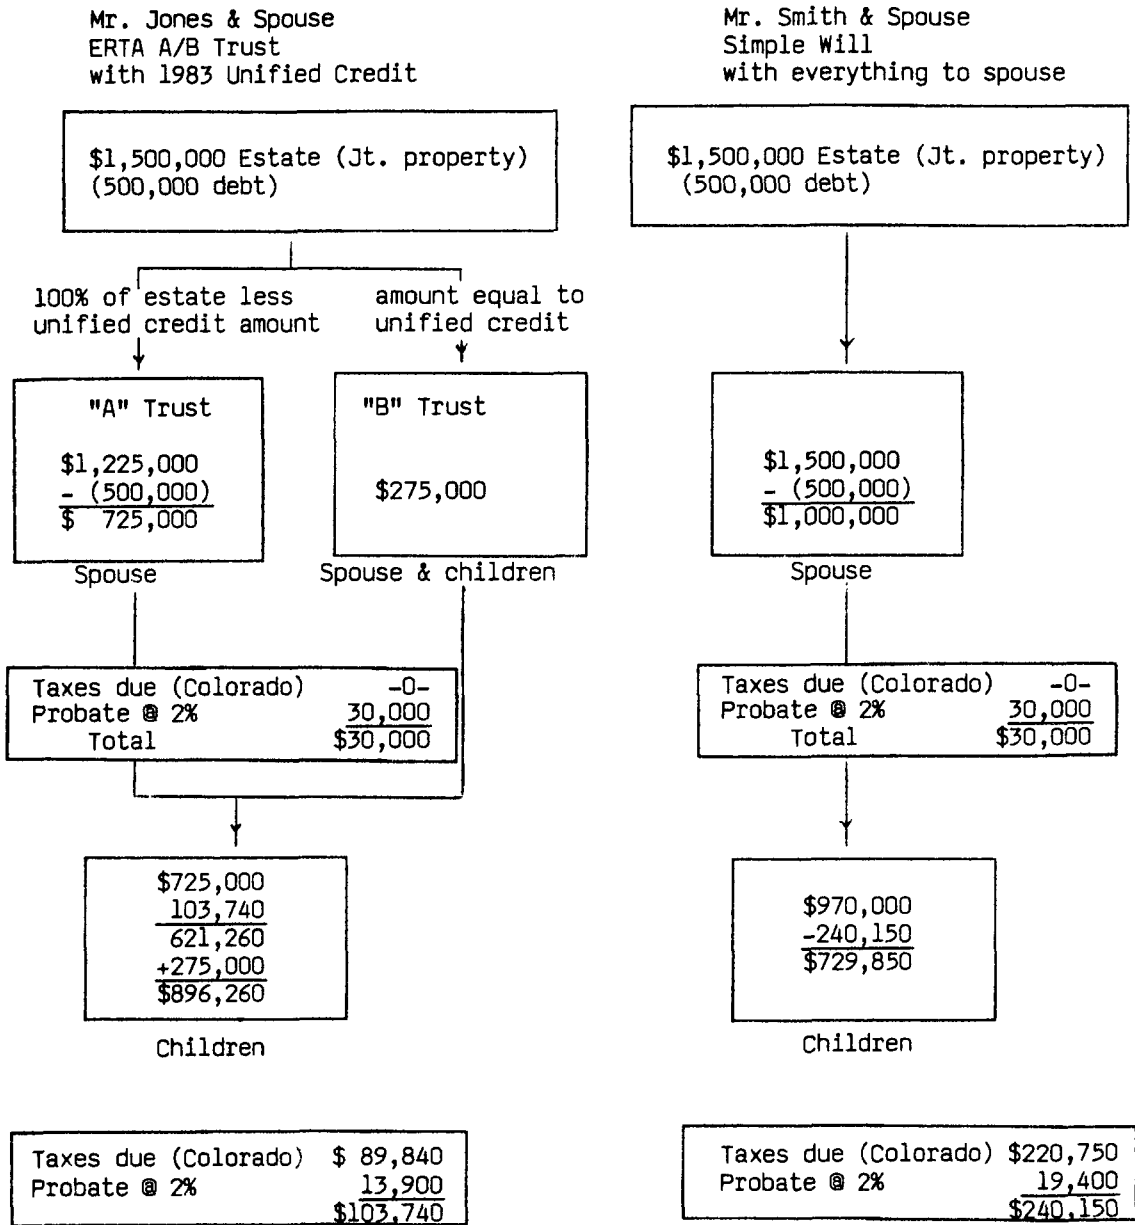 Mr. Jones & Spouse
ERTA A/B Trust
with 1983 Unified Credit
$1,500,000 Estate (Jt. property)
(500,000 debt)
100% of estate less
unified credit amount
amount equal to
unified credit
"A" Trust
$1,225,000
- (500,000)
$ 725,000
Spouse
"B" Trust
$275,000
Spouse & children
Taxes due (Colorado) -0-
Probate @ 2% 30,000
Total $30,000
$725,000
103,740
621,260
+275,000
$896,260
Children
Taxes due (Colorado) $ 89,840
Probate @ 2% 13,900
$103,740
Mr. Smith & Spouse
Simple Will
with everything to spouse
$1,500,000 Estate (Jt. property)
(500,000 debt)
$1,500,000
- (500,000)
$1,000,000
Spouse
Taxes due (Colorado) -0-
Probate @ 2% 30,000
Total $30,000
$970,000
-240,150
$729,850
Children
Taxes due (Colorado) $220,750
Probate @ 2% 19,400
$240,150